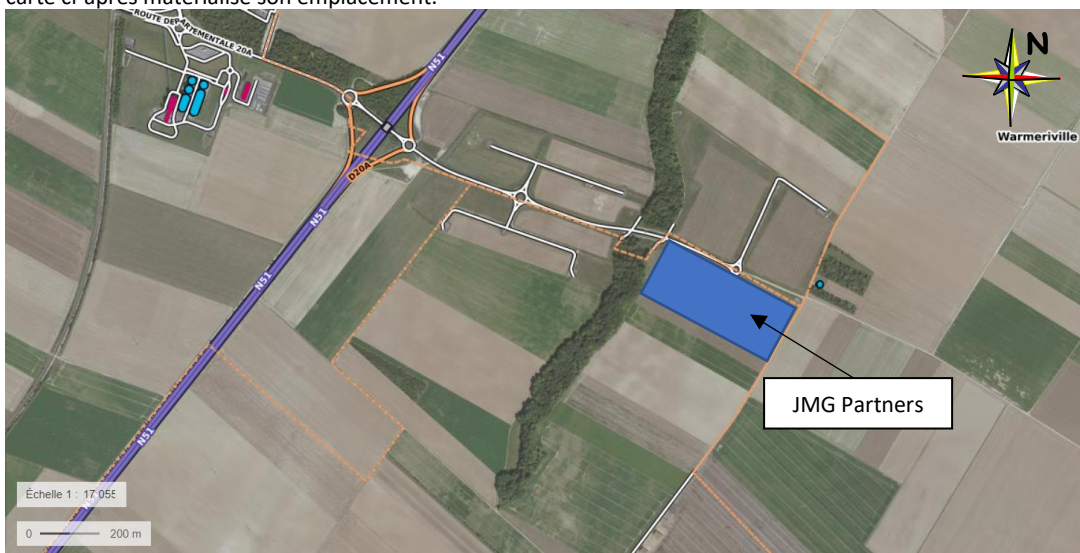 carte ci-après matérialise son emplacement.
ROUTE DEPARTEMENTALE 20A
N51
N
Warmeriville
D20A
N51
N51
JMG Partners
N51
Échelle 1 : 17 055
0 200 m